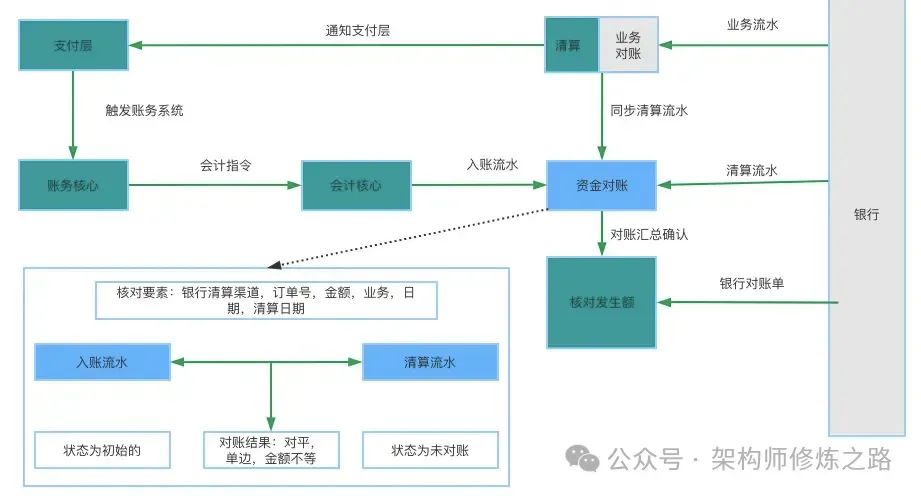 通知支付层
业务流水
支付层
清算
业务
对账
触发账务系统
同步清算流水
会计指令
入账流水
清算流水
账务核心
会计核心
资金对账
银行
对账汇总确认
银行对账单
核对发生额
核对要素：银行清算渠道，订单号，金额，业务，日
期，清算日期
入账流水
清算流水
状态为初始的
对账结果：对平，
单边，金额不等
状态为未对账
公众号 · 架构师修炼之路